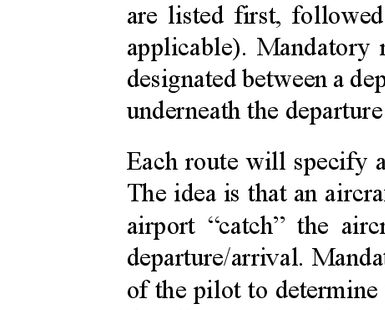 are listed first, followed
applicable). Mandatory
designated between a dep
underneath the departure
Each route will specify a
The idea is that an aircra
airport “catch” the aircr
departure/arrival. Mandat
of the pilot to determine